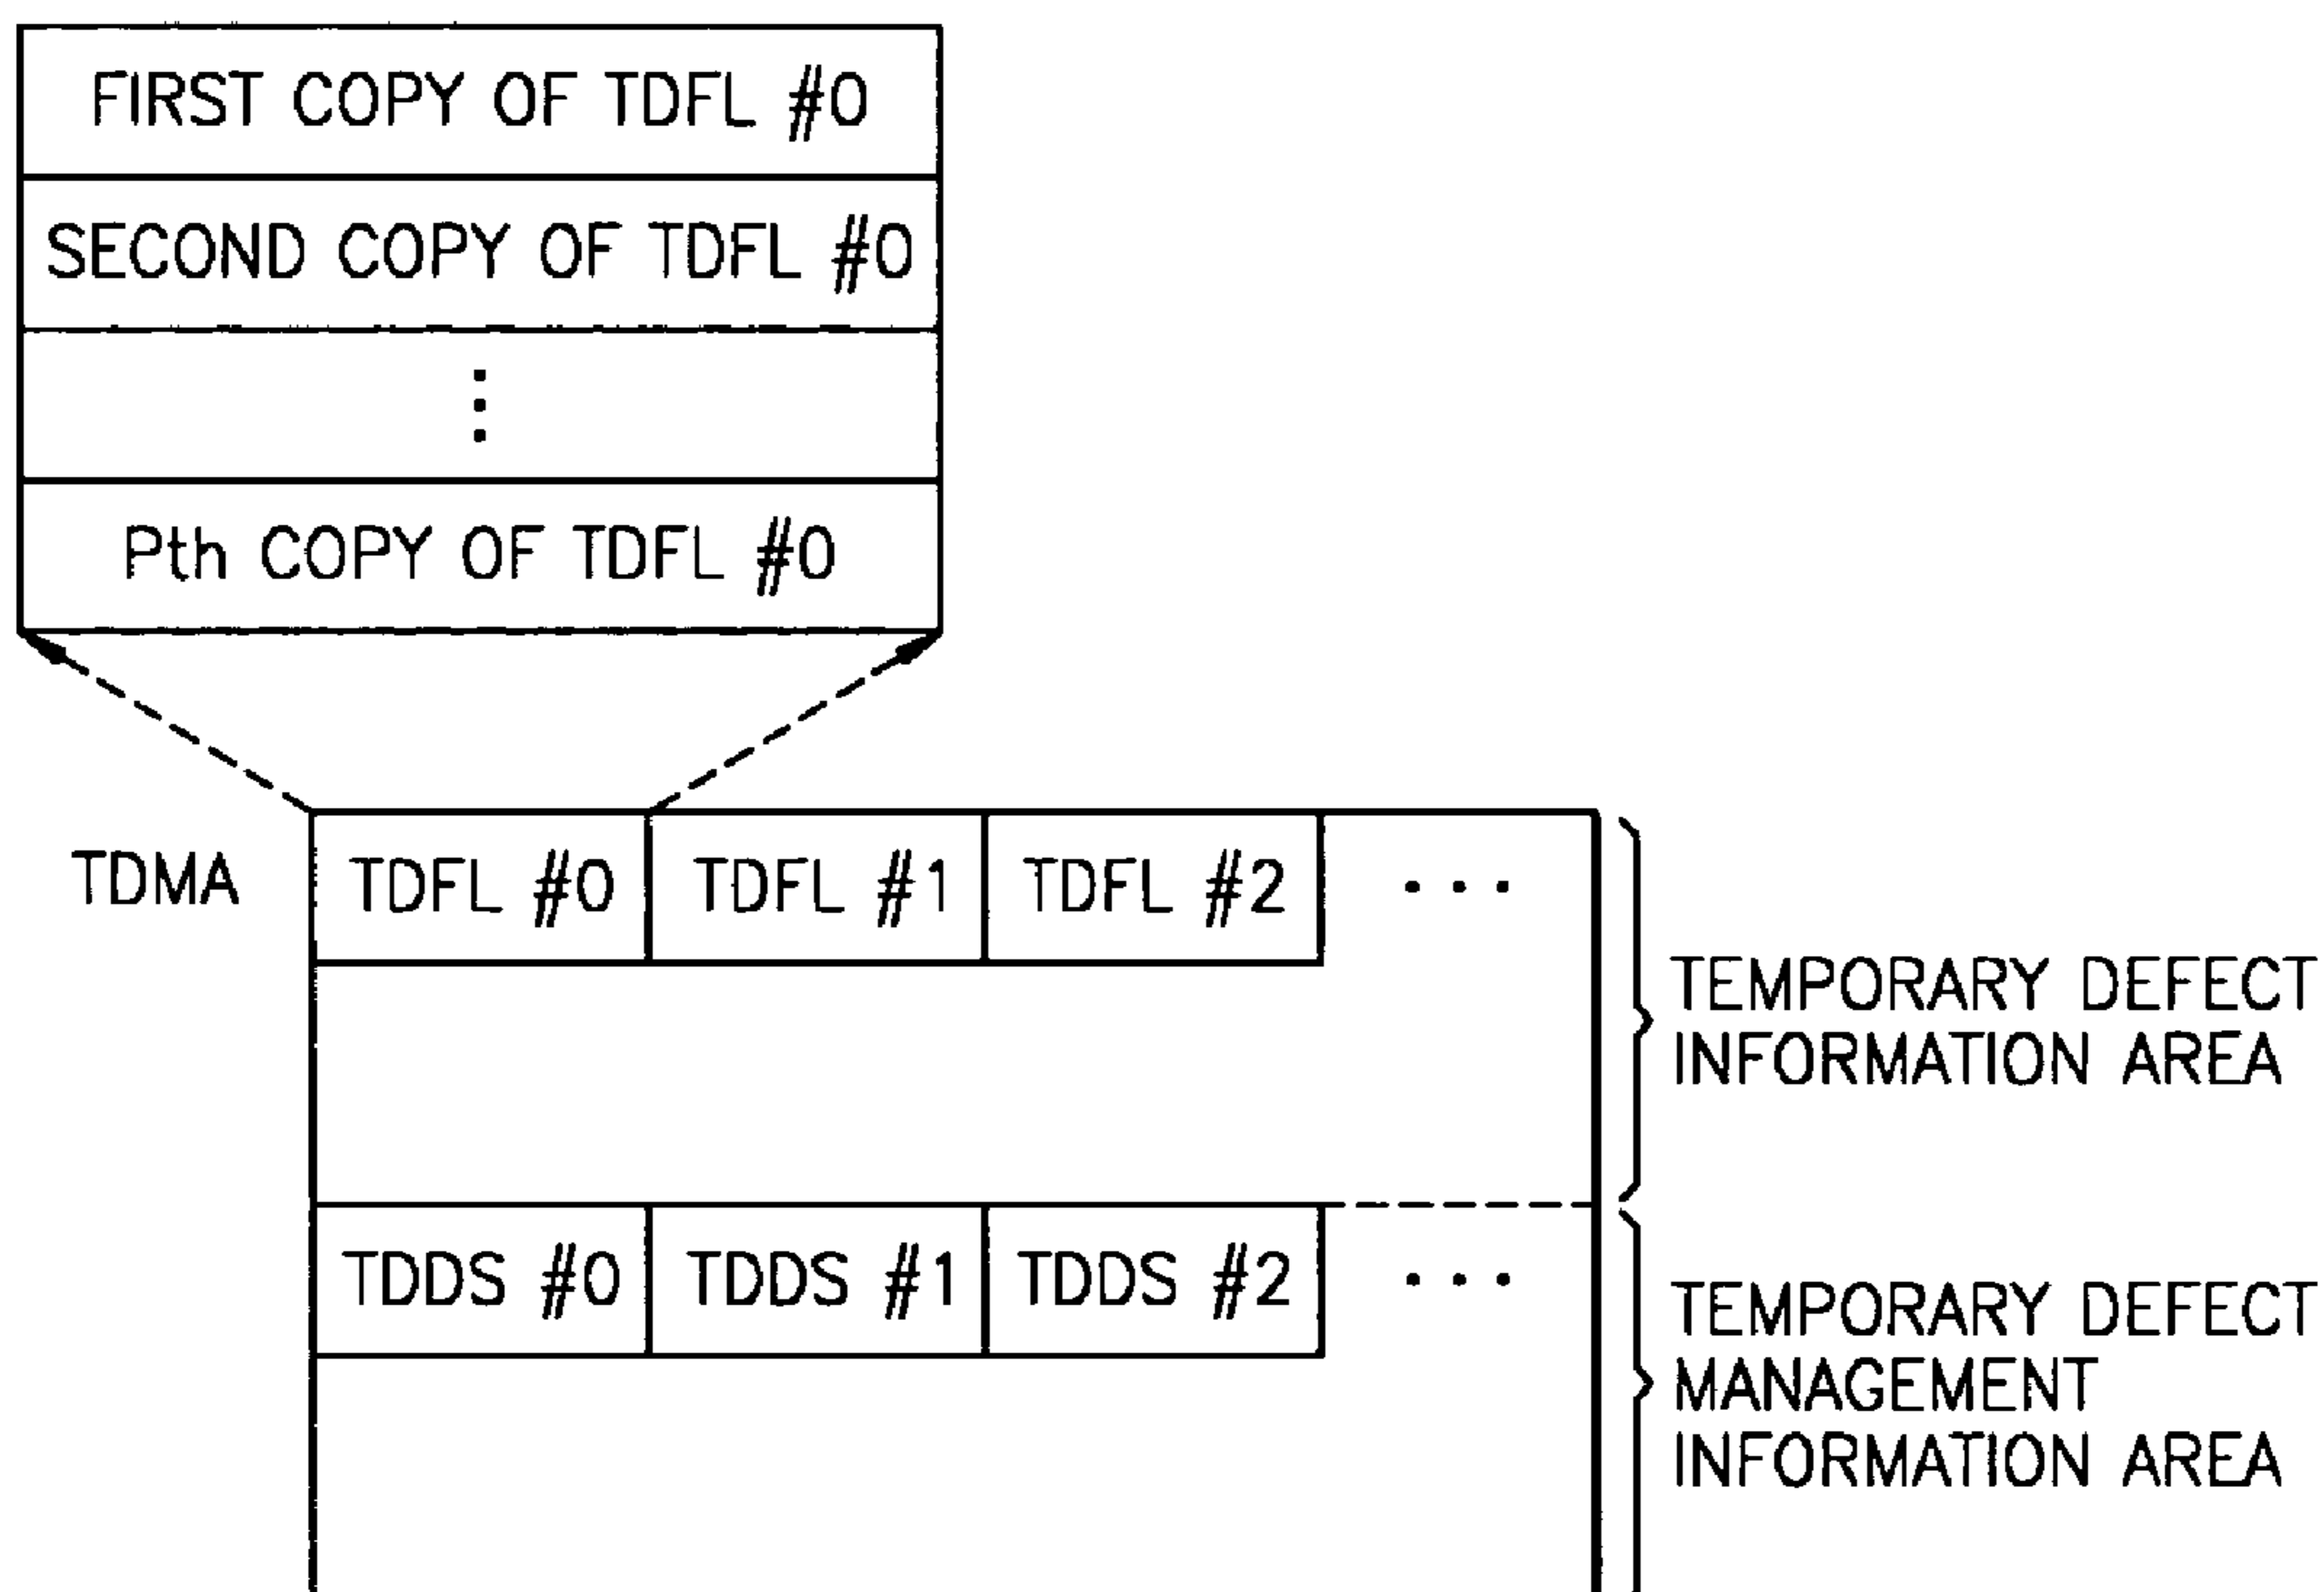 FIRST COPY OF TDFL #0
SECOND COPY OF TDFL #0
Pth COPY OF TDFL #0
TDMA
TDFL #0
TDFL #1
TDFL #2
TEMPORARY DEFECT
INFORMATION AREA
TDDS #0
TDDS #1
TDDS #2
TEMPORARY DEFECT
MANAGEMENT
INFORMATION AREA